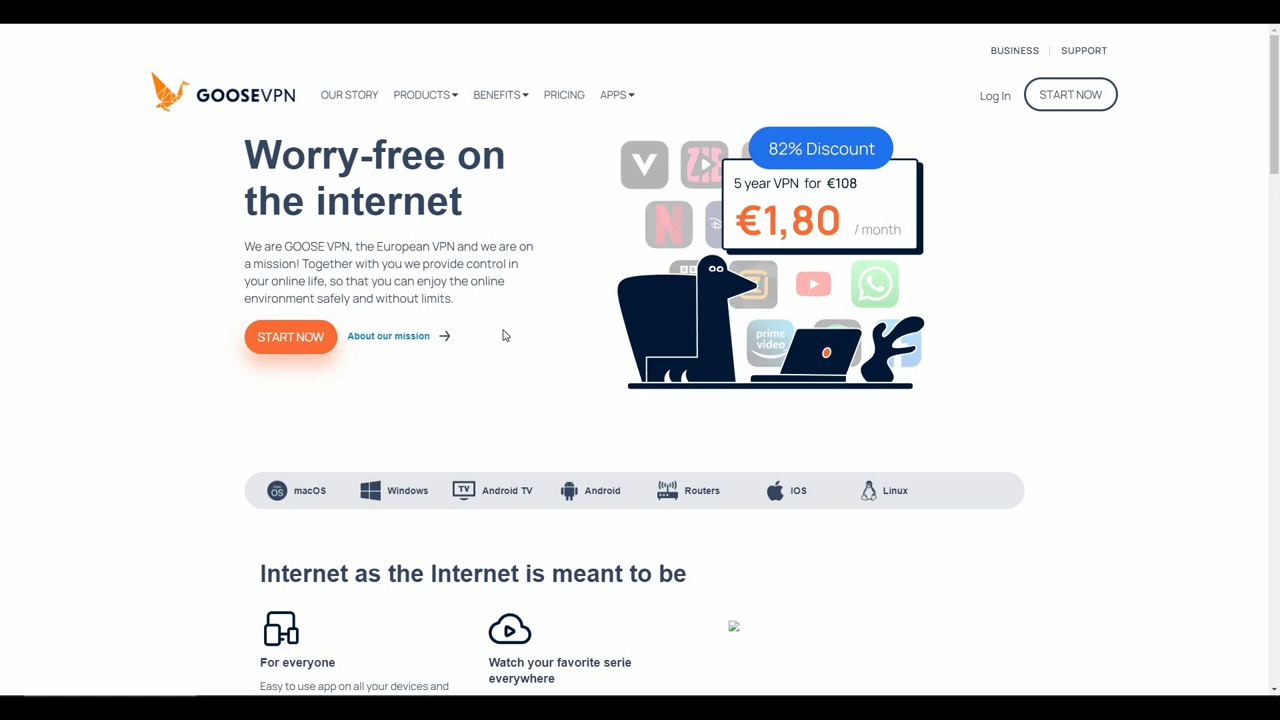 BUSINESS
SUPPORT
GOOSEVPN
OUR STORY
PRODUCTS
BENEFITS
PRICING
APPS
Log In
START NOW
Worry-free on
the internet
We are GOOSE VPN, the European VPN and we are on
a mission! Together with you we provide control in
your online life, so that you can enjoy the online
environment safely and without limits.
START NOW
About our mission
82% Discount
5 year VPN for €108
€1,80 / month
prime
video
macOS
TV
Windows
Android TV
Android
Routers
IOS
Linux
Internet as the Internet is meant to be
For everyone
Easy to use app on all your devices and
Watch your favorite serie
everywhere